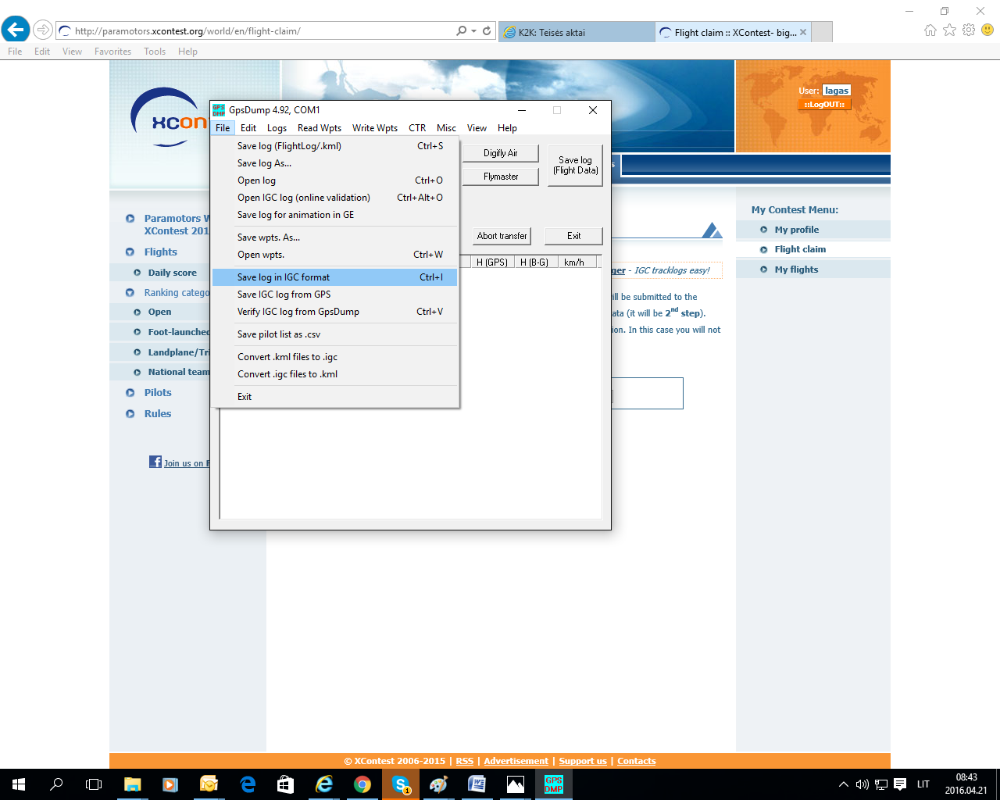 http://paramotors.xcontest.org/world/en/flight-claim/
K2K: Teisės aktai
Flight claim :: XContest- big...
File Edit View Favorites Tools Help
User: lagas
::LogOUT::
GpsDump 4.92, COM1
File Edit Logs Read Wpts Write Wpts CTR Misc View Help
Save log (FlightLog/.kml) Ctrl+S
Save log As...
Open log Ctrl+O
Open IGC log (online validation) Ctrl+Alt+O
Save log for animation in GE
Save wpts. As...
Open wpts. Ctrl+W
Save log in IGC format Ctrl+I
Save IGC log from GPS
Verify IGC log from GpsDump Ctrl+V
Save pilot list as .csv
Convert .kml files to .igc
Convert .igc files to .kml
Exit
Digifly Air
Flymaster
Save log
(Flight Data)
Abort transfer
Exit
H (GPS) H (B-G) km/h
xcon
Paramotors W
XContest 201
Flights
Daily score
Ranking catego
Open
Foot-launched
Landplane/Tri
National team
Pilots
Rules
Join us on F
ger - IGC tracklogs easy!
ill be submitted to the
ata (it will be 2nd step).
ion. In this case you will not
My Contest Menu:
My profile
Flight claim
My flights
© XContest 2006-2015 | RSS | Advertisement | Support us | Contacts
1
GPS
DMP
LIT
08:43
2016.04.21